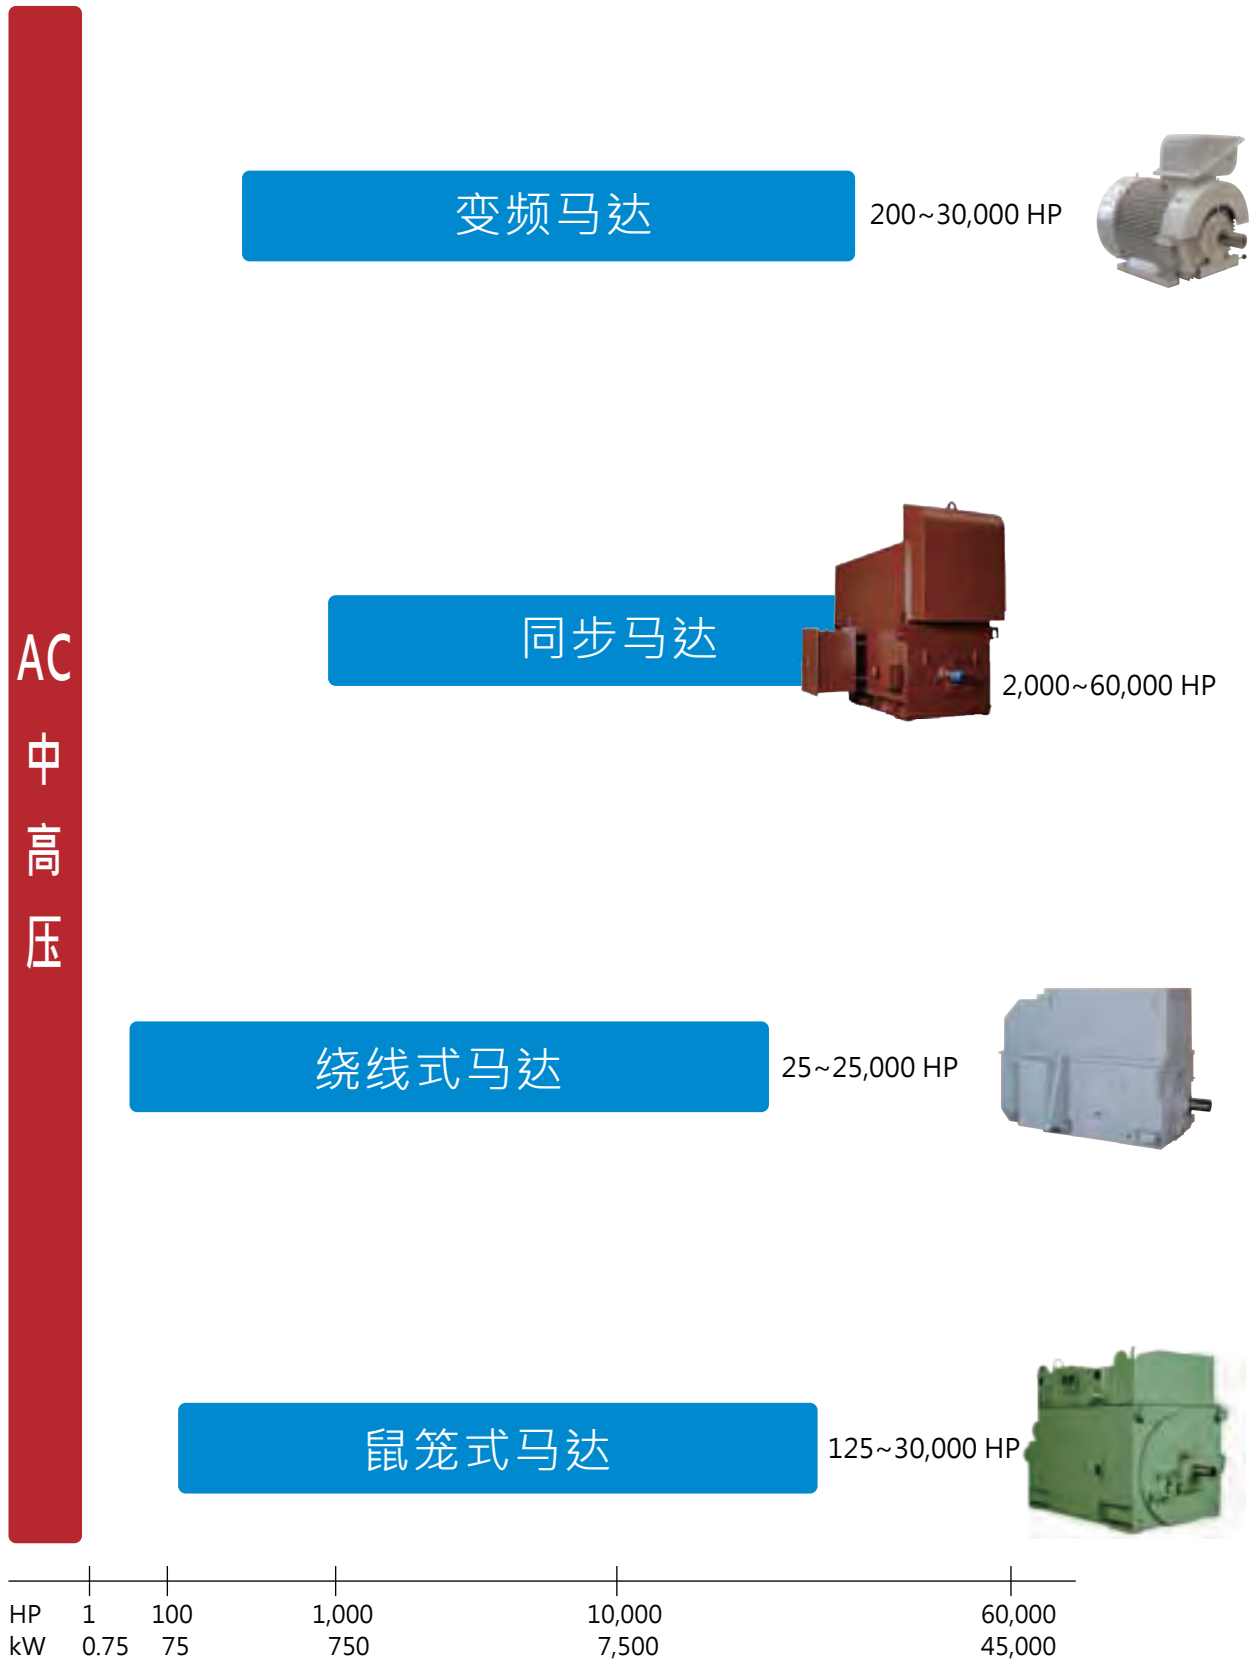 变频马达
200~30,000 HP
同步马达
2,000~60,000 HP
AC
中
高
压
绕线式马达
25~25,000 HP
鼠笼式马达
125~30,000 HP
HP 1 100 1,000 10,000 60,000
kW 0.75 75 750 7,500 45,000